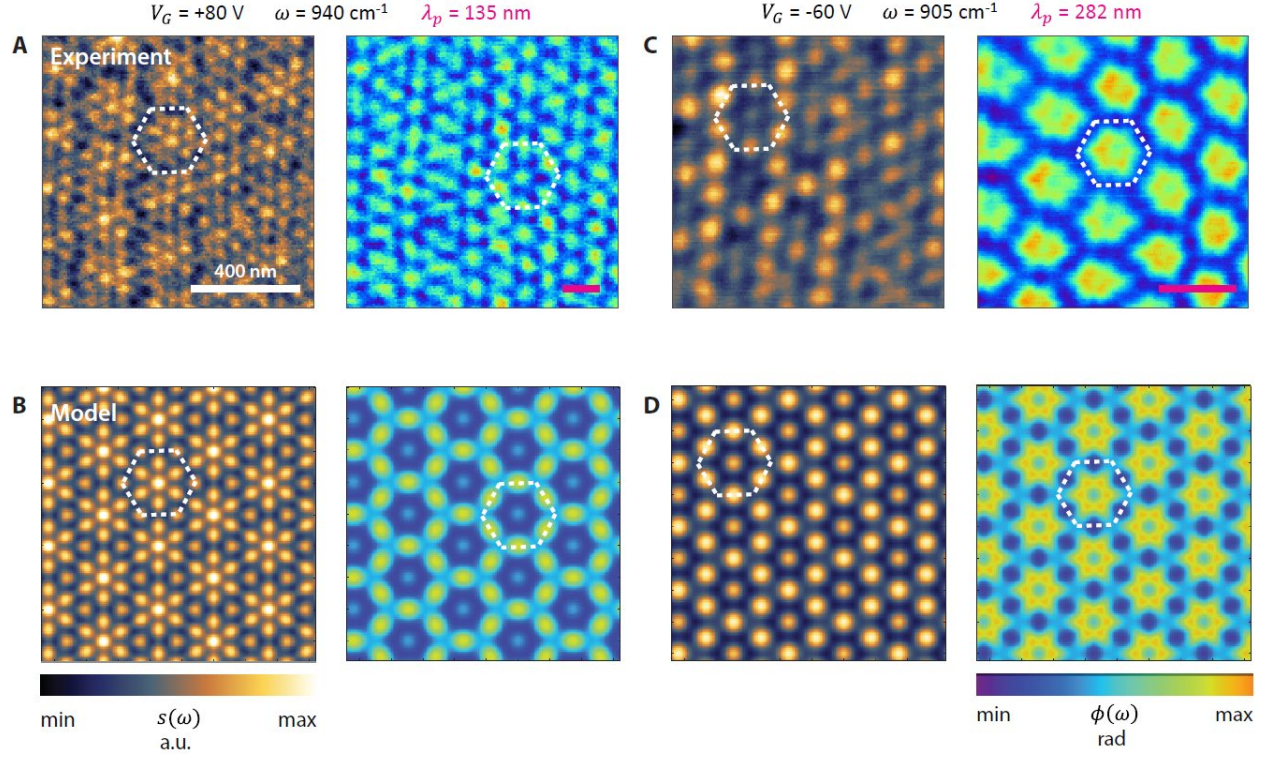 V_G = +80 V ω = 940 cm⁻¹ λ_p = 135 nm
V_G = -60 V ω = 905 cm⁻¹ λ_p = 282 nm
A
Experiment
400 nm
C
B
Model
D
min s(ω) max
a.u.
min ϕ(ω) max
rad